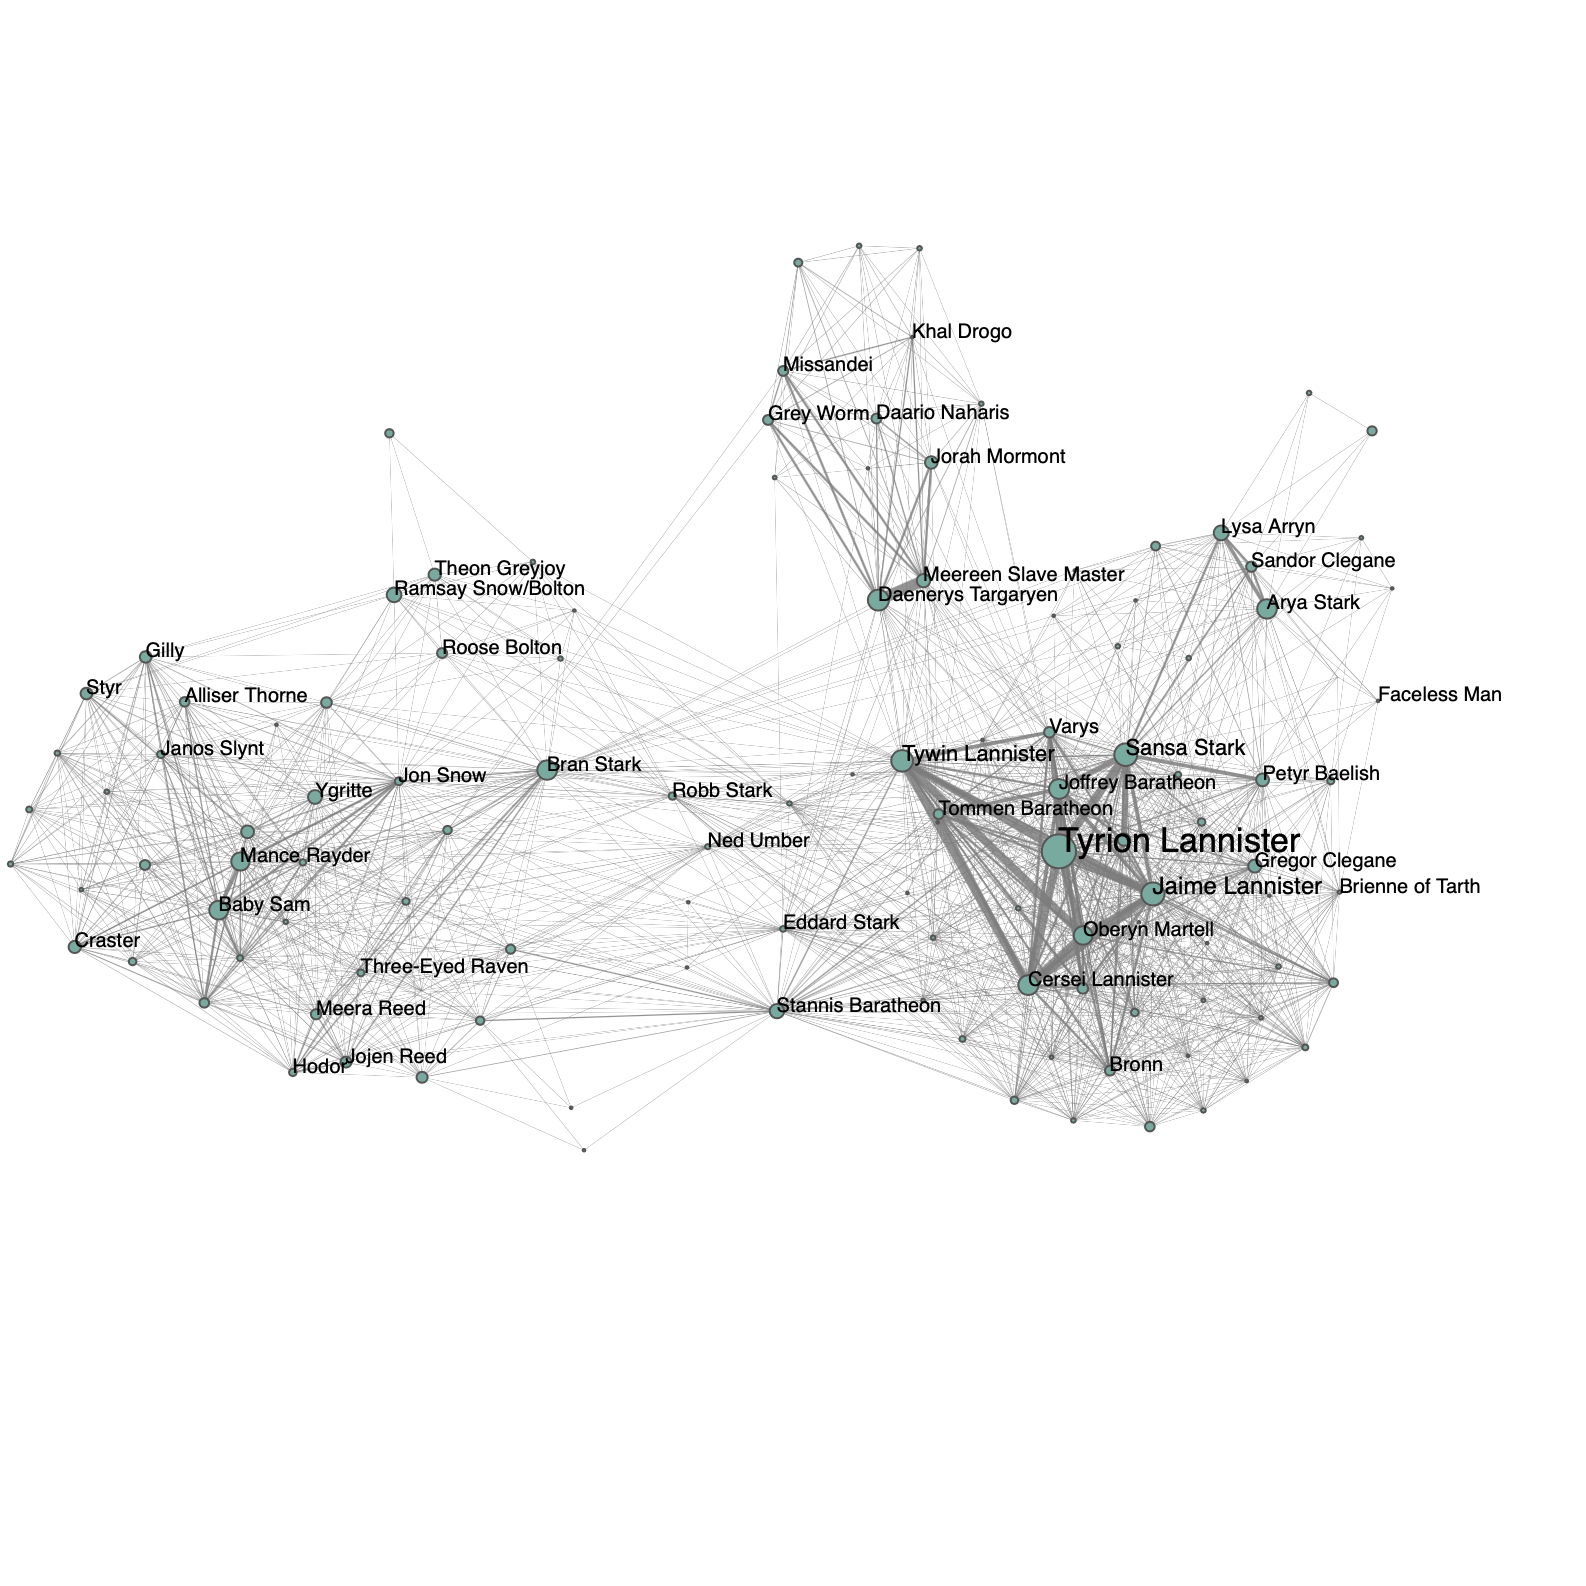 Khal Drogo
Missandei
Grey Worm
Daario Naharis
Jorah Mormont
Lysa Arryn
Sandor Clegane
Theon Greyjoy
Meereen Slave Master
Ramsay Snow/Bolton
Daenerys Targaryen
Arya Stark
Roose Bolton
Gilly
Styr
Alliser Thorne
Faceless Man
Varys
Janos Slynt
Sansa Stark
Tywin Lannister
Bran Stark
Jon Snow
Petyr Baelish
Joffrey Baratheon
Ygritte
Robb Stark
Tommen Baratheon
Ned Umber
Tyrion Lannister
Mance Rayder
Gregor Clegane
Jaime Lannister
Brienne of Tarth
Baby Sam
Eddard Stark
Oberyn Martell
Craster
Three-Eyed Raven
Cersei Lannister
Meera Reed
Stannis Baratheon
Jojen Reed
Hodor
Bronn